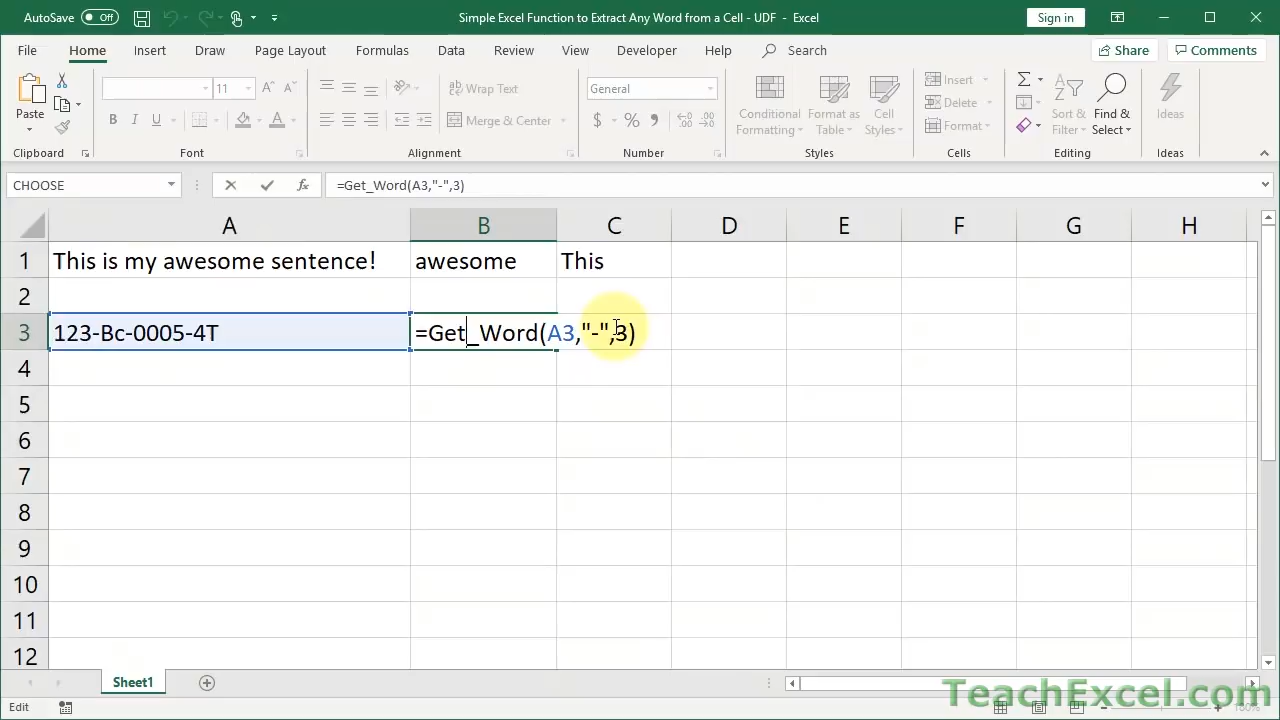 AutoSave Off Simple Excel Function to Extract Any Word from a Cell - UDF - Excel Sign in
File Home Insert Draw Page Layout Formulas Data Review View Developer Help Search Share Comments
Paste 11 Wrap Text General Conditional Formatting Format as Table Cell Styles Insert Sort & Filter Find & Select Ideas
B I U Merge & Center $ % Delete
Format
Clipboard Font Alignment Number Styles Cells Editing Ideas
CHOOSE fx =Get_Word(A3,"-",3)
A B C D E F G H
1 This is my awesome sentence! awesome This
2
3 123-Bc-0005-4T =Get_Word(A3,"-",3)
4
5
6
7
8
9
10
11
12
Sheet1
Edit 100%
TeachExcel.com